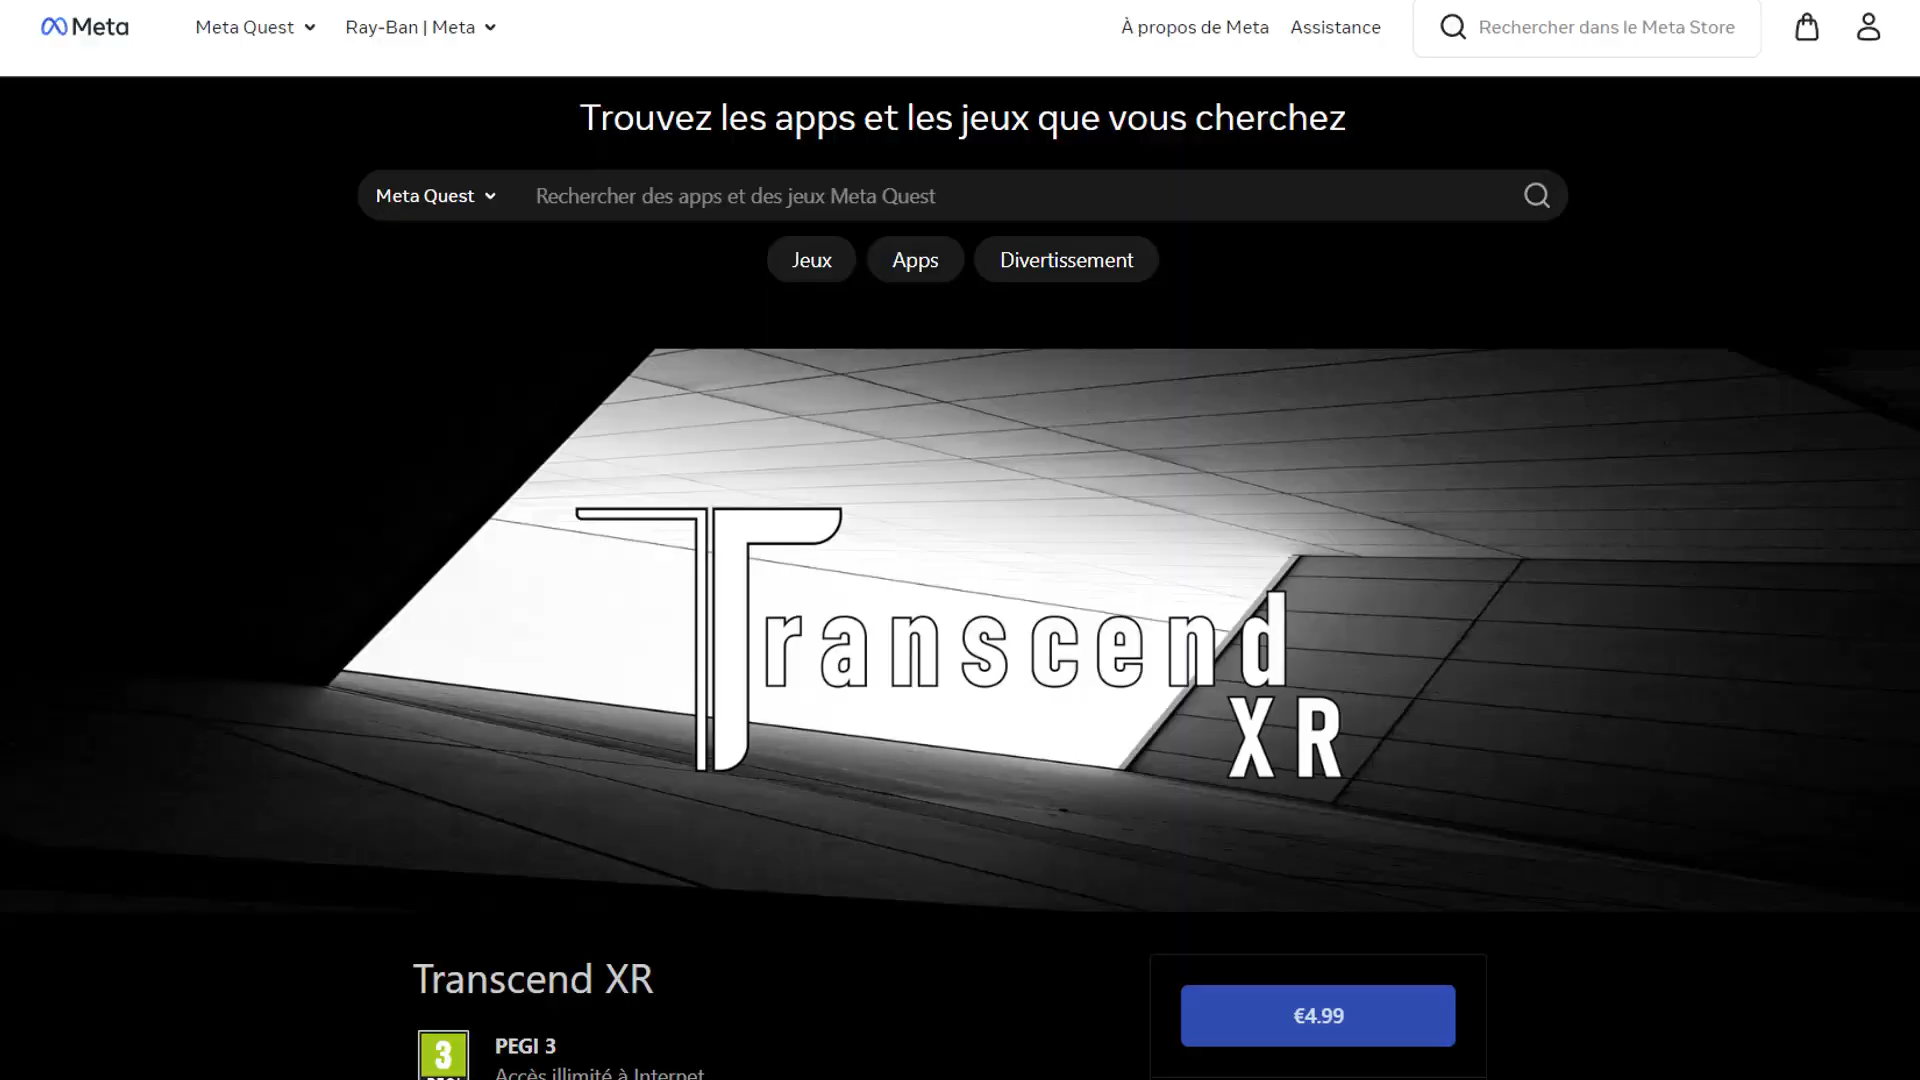 Meta
Meta Quest
Ray-Ban | Meta
À propos de Meta
Assistance
Rechercher dans le Meta Store
Trouvez les apps et les jeux que vous cherchez
Meta Quest
Rechercher des apps et des jeux Meta Quest
Jeux
Apps
Divertissement
Transcend
XR
Transcend XR
€4.99
3
PEGI 3
Accès illimité à Internet